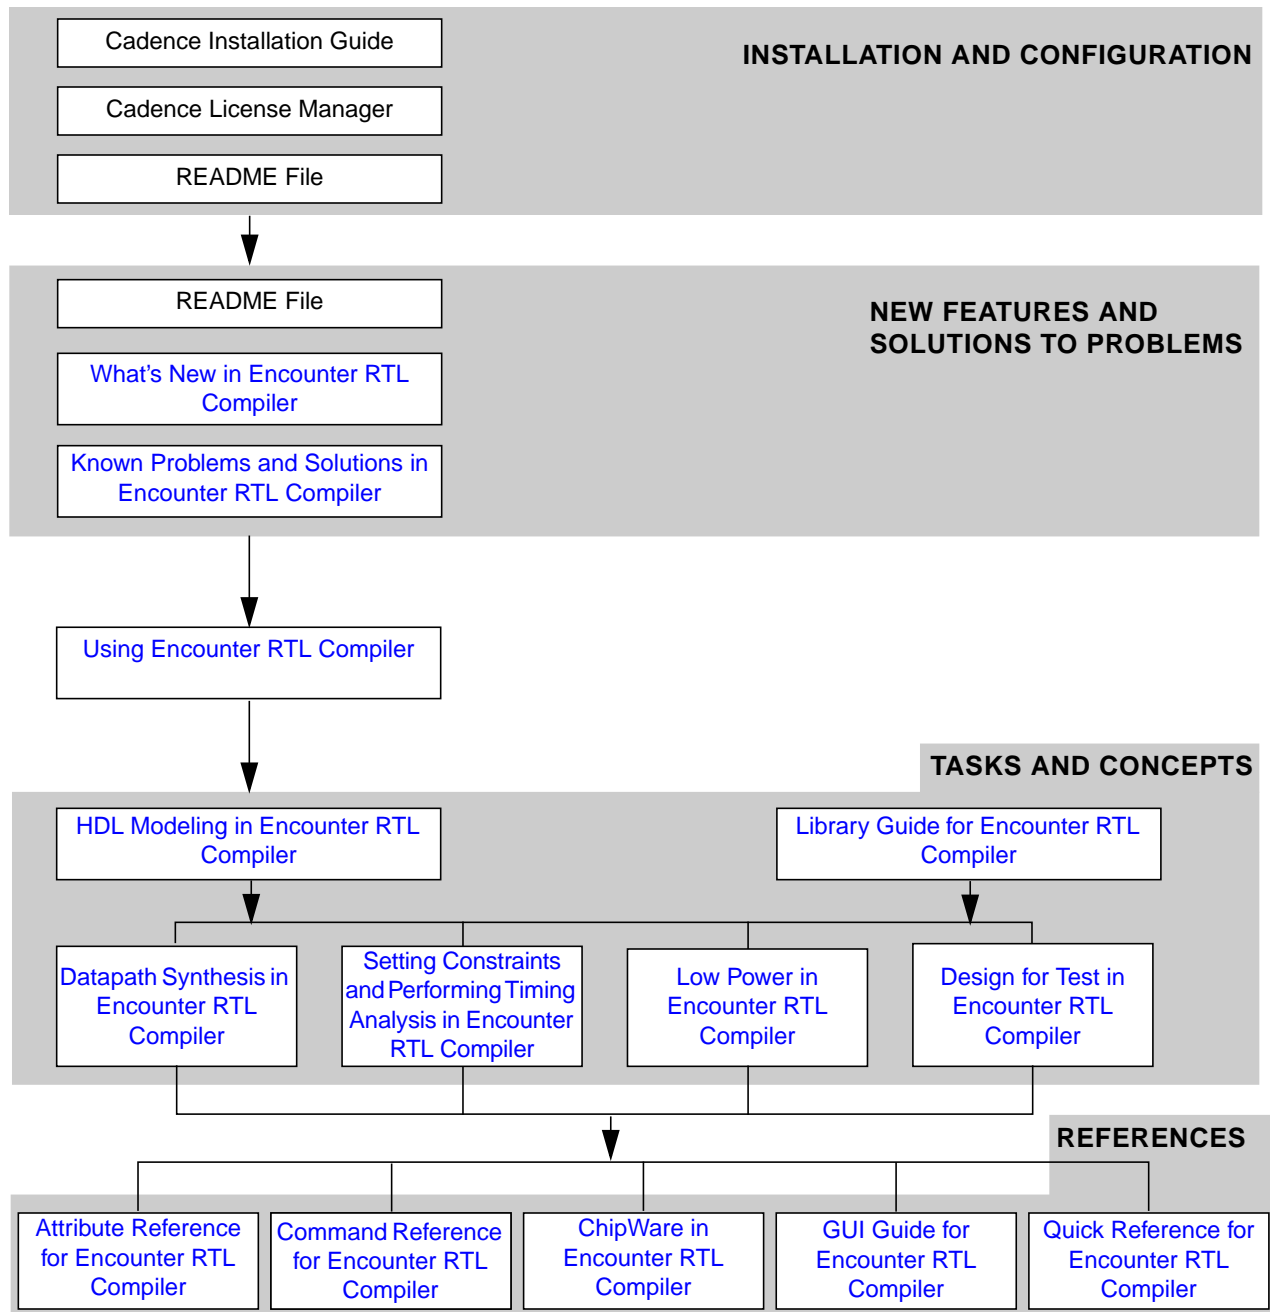 Cadence Installation Guide
INSTALLATION AND CONFIGURATION
Cadence License Manager
README File
README File
NEW FEATURES AND
SOLUTIONS TO PROBLEMS
What's New in Encounter RTL
Compiler
Known Problems and Solutions in
Encounter RTL Compiler
Using Encounter RTL Compiler
TASKS AND CONCEPTS
HDL Modeling in Encounter RTL
Compiler
Library Guide for Encounter RTL
Compiler
Datapath Synthesis in
Encounter RTL
Compiler
Setting Constraints
and Performing Timing
Analysis in Encounter
RTL Compiler
Low Power in
Encounter RTL
Compiler
Design for Test in
Encounter RTL
Compiler
REFERENCES
Attribute Reference
for Encounter RTL
Compiler
Command Reference
for Encounter RTL
Compiler
ChipWare in
Encounter RTL
Compiler
GUI Guide for
Encounter RTL
Compiler
Quick Reference for
Encounter RTL
Compiler